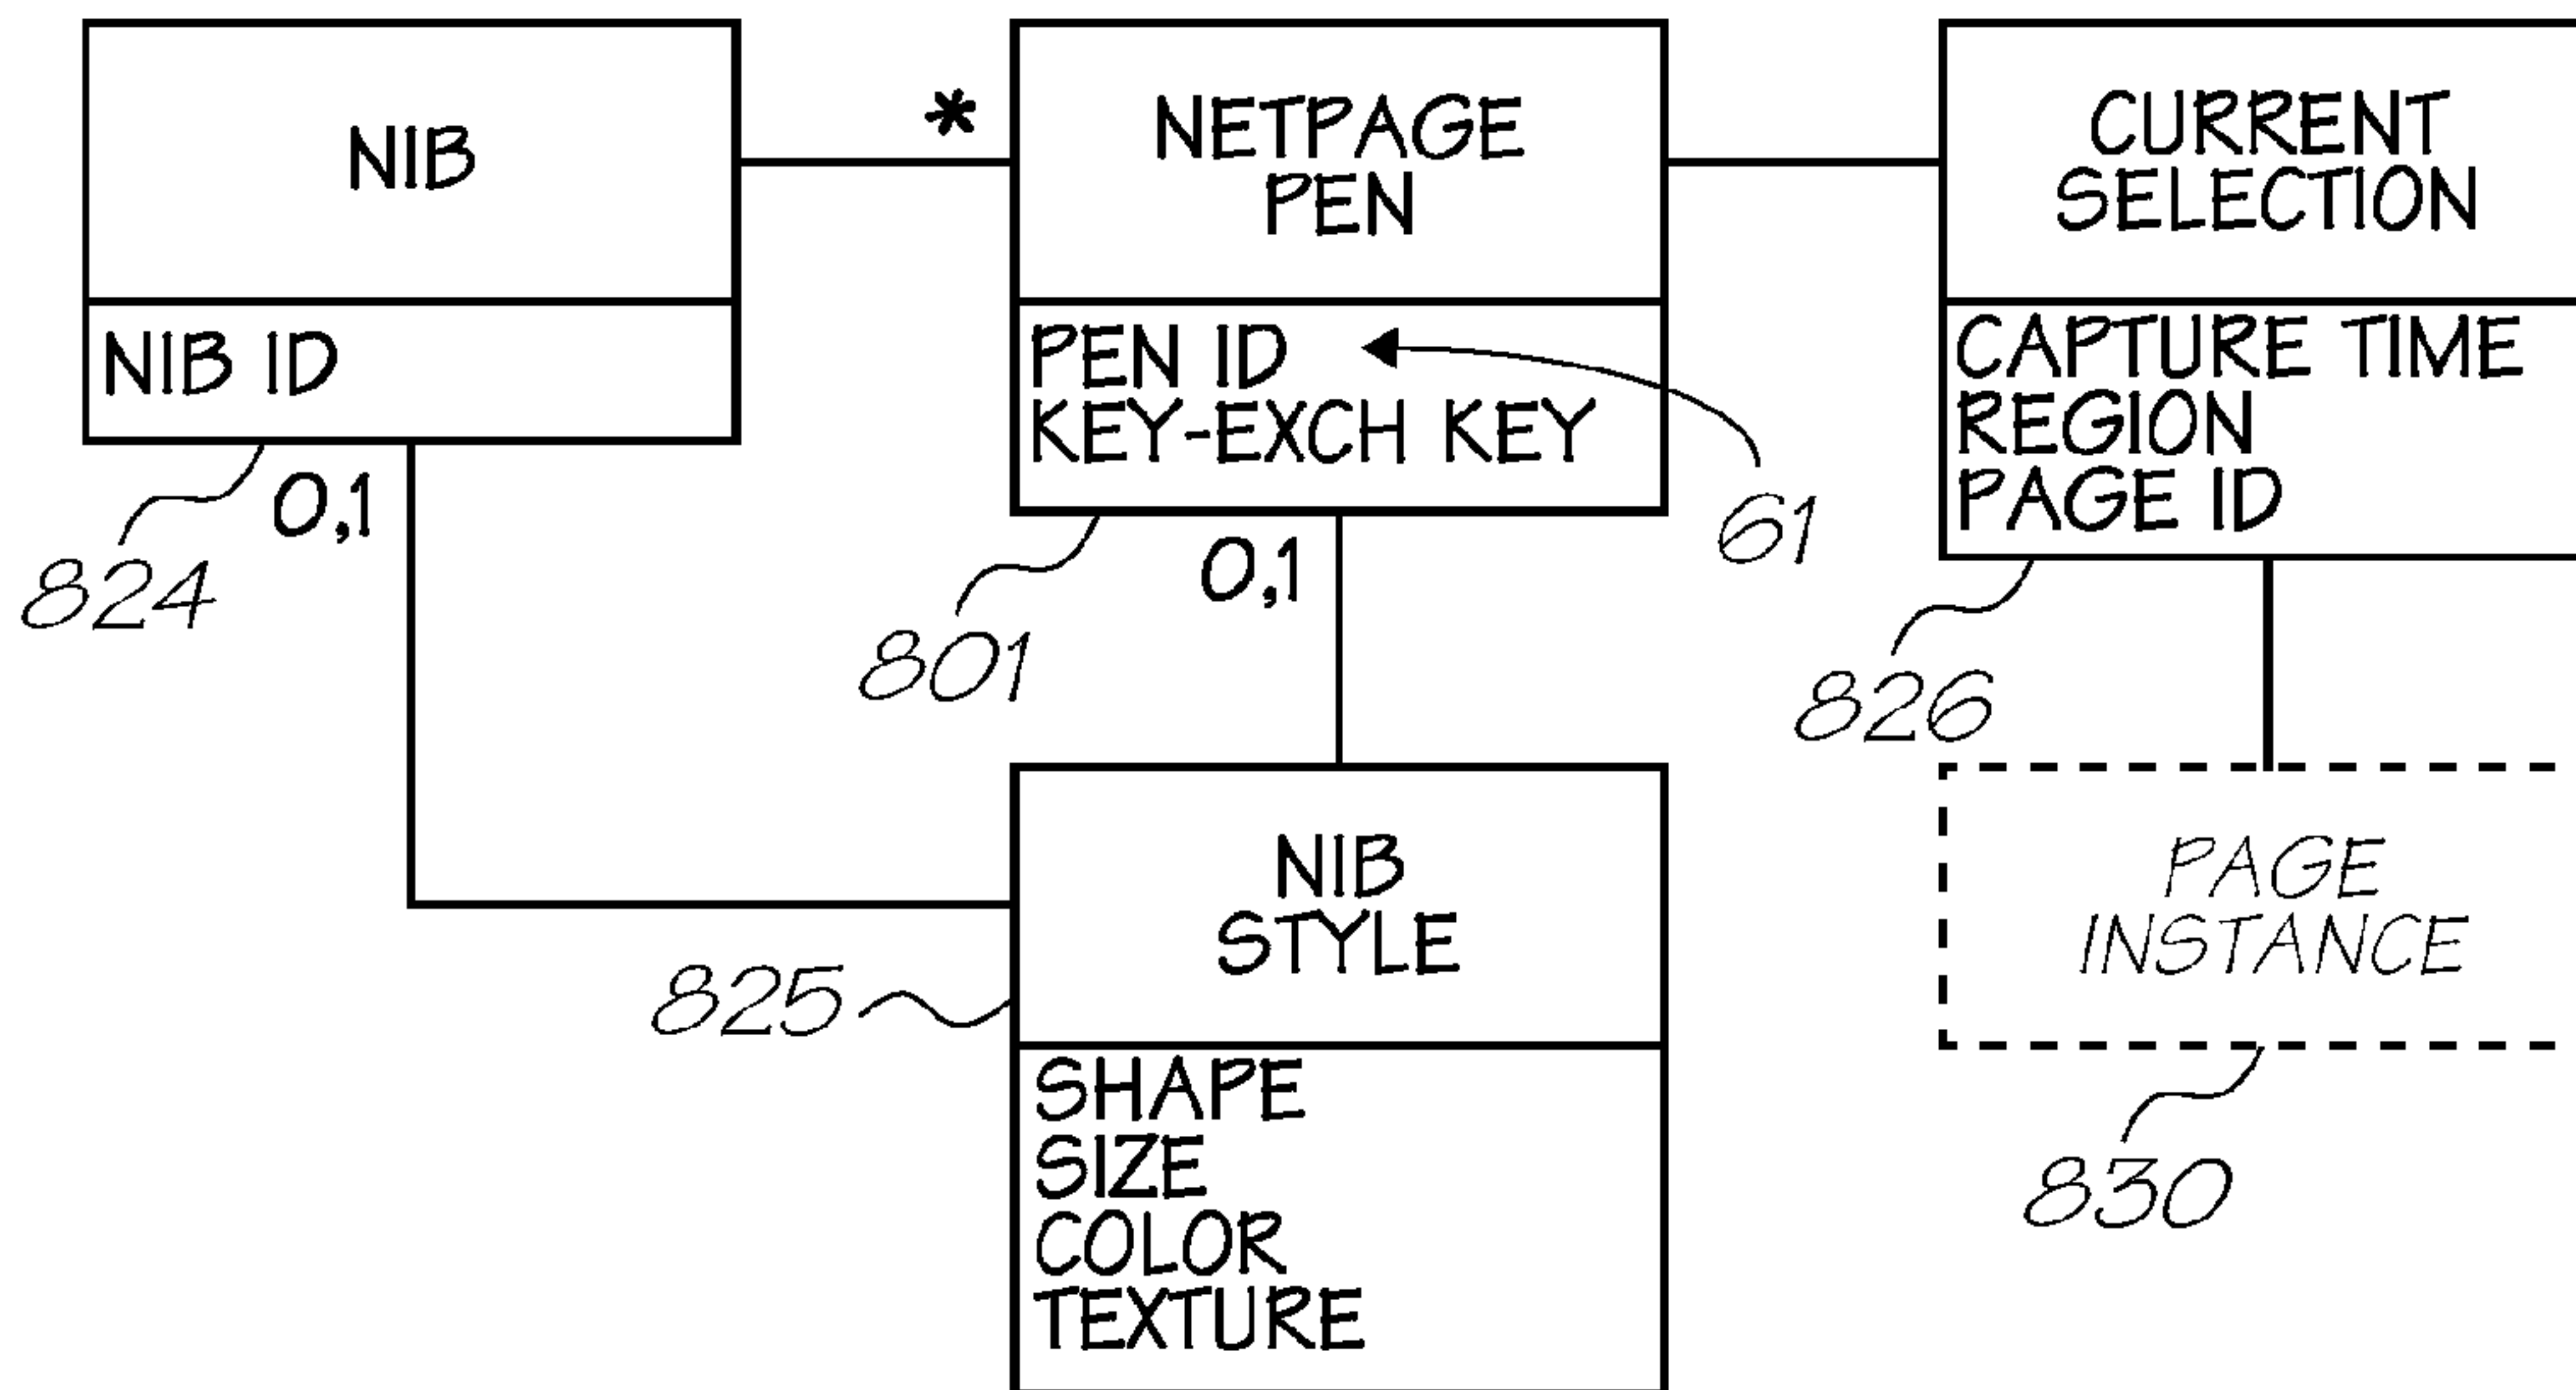 NIB
*
NETPAGE
PEN
CURRENT
SELECTION
NIB ID
PEN ID
KEY-EXCH KEY
CAPTURE TIME
REGION
PAGE ID
0,1
824
0,1
801
61
826
NIB
STYLE
825
PAGE
INSTANCE
830
SHAPE
SIZE
COLOR
TEXTURE